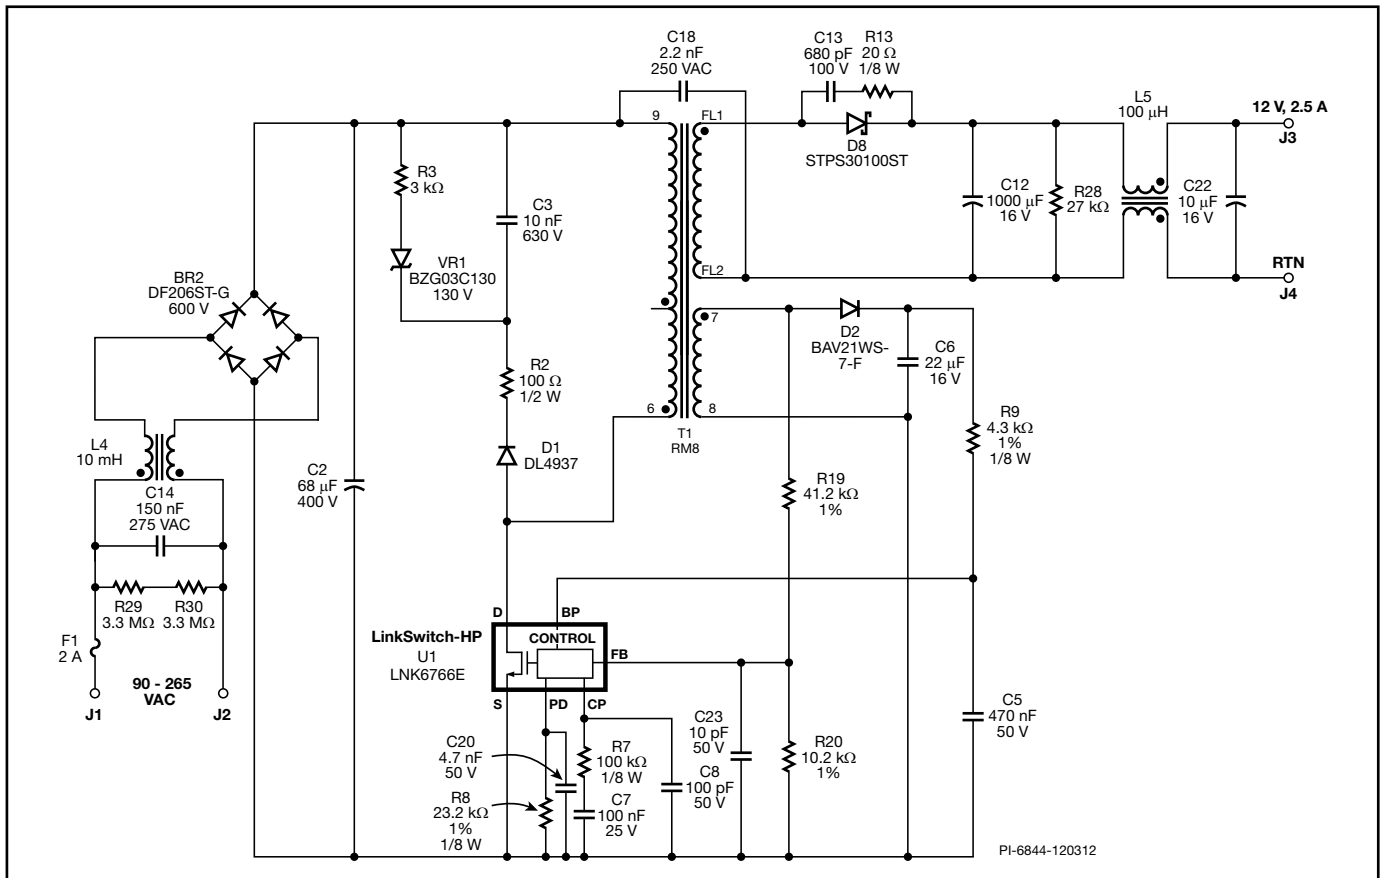 C18
2.2 nF
250 VAC
C13
680 pF
100 V
R13
20 Ω
1/8 W
L5
100 μH
12 V, 2.5 A
J3
9
FL1
D8
STPS30100ST
R3
3 kΩ
C3
10 nF
630 V
C12
1000 μF
16 V
R28
27 kΩ
C22
10 μF
16 V
VR1
BZG03C130
130 V
FL2
RTN
J4
BR2
DF206ST-G
600 V
7
D2
BAV21WS-
7-F
C6
22 μF
16 V
R2
100 Ω
1/2 W
6
8
T1
RM8
R9
4.3 kΩ
1%
1/8 W
L4
10 mH
D1
DL4937
C2
68 μF
400 V
R19
41.2 kΩ
1%
C14
150 nF
275 VAC
R29
3.3 MΩ
R30
3.3 MΩ
F1
2 A
90 - 265
VAC
J1
J2
D
BP
LinkSwitch-HP
U1
LNK6766E
CONTROL
FB
S
PD
CP
C5
470 nF
50 V
C20
4.7 nF
50 V
R7
100 kΩ
1/8 W
C23
10 pF
50 V
R20
10.2 kΩ
1%
C8
100 pF
50 V
R8
23.2 kΩ
1%
1/8 W
C7
100 nF
25 V
PI-6844-120312